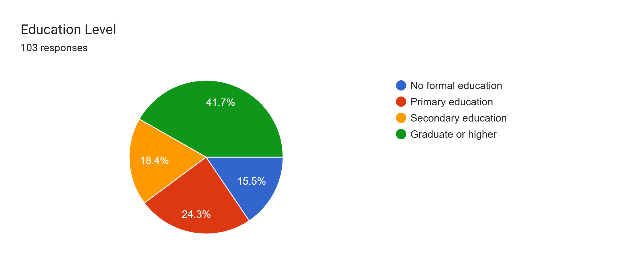 Education Level
103 responses
41.7%
18.4%
15.5%
24.3%
No formal education
Primary education
Secondary education
Graduate or higher